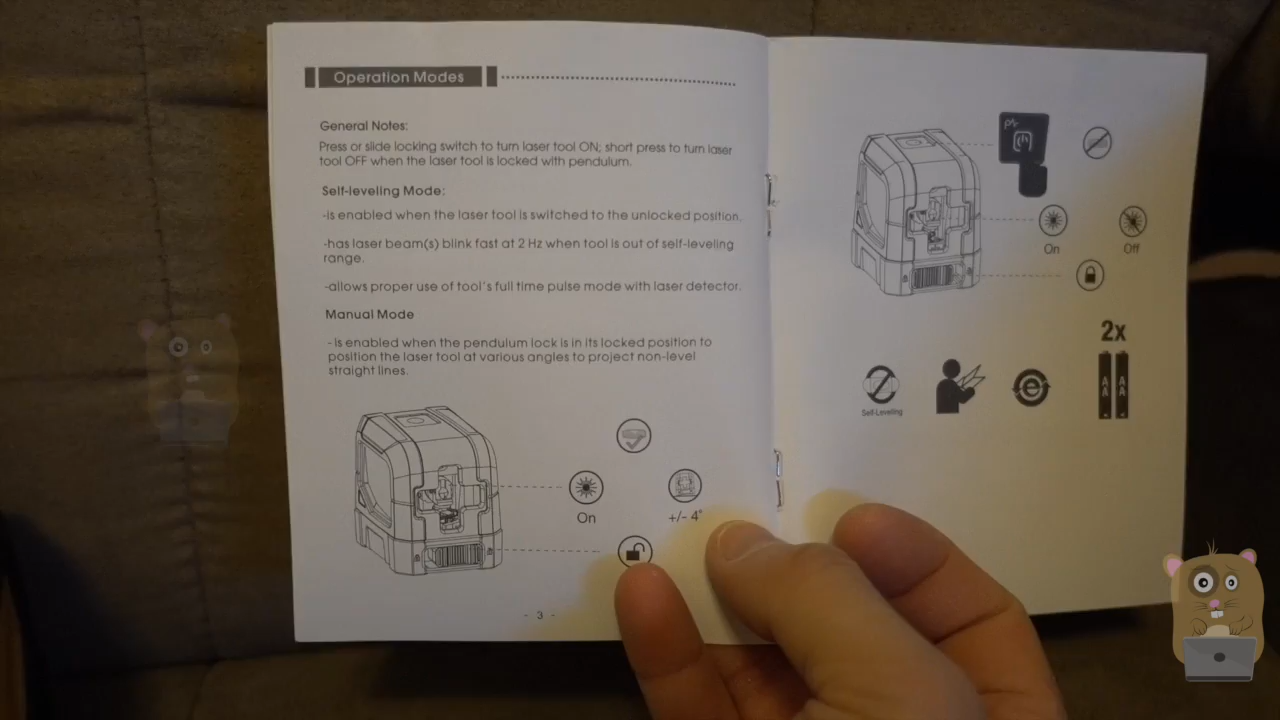 Operation Modes
General Notes:
Press or slide locking switch to turn laser tool ON; short press to turn laser
tool OFF when the laser tool is locked with pendulum.
Self-leveling Mode:
-is enabled when the laser tool is switched to the unlocked position.
-has laser beam(s) blink fast at 2 Hz when tool is out of self-leveling
range.
-allows proper use of tool's full time pulse mode with laser detector.
Manual Mode
- is enabled when the pendulum lock is in its locked position to
position the laser tool at various angles to project non-level
straight lines.
On
+/- 4°
- 3 -
On
Off
2x
Self-Leveling
e
AA
AA